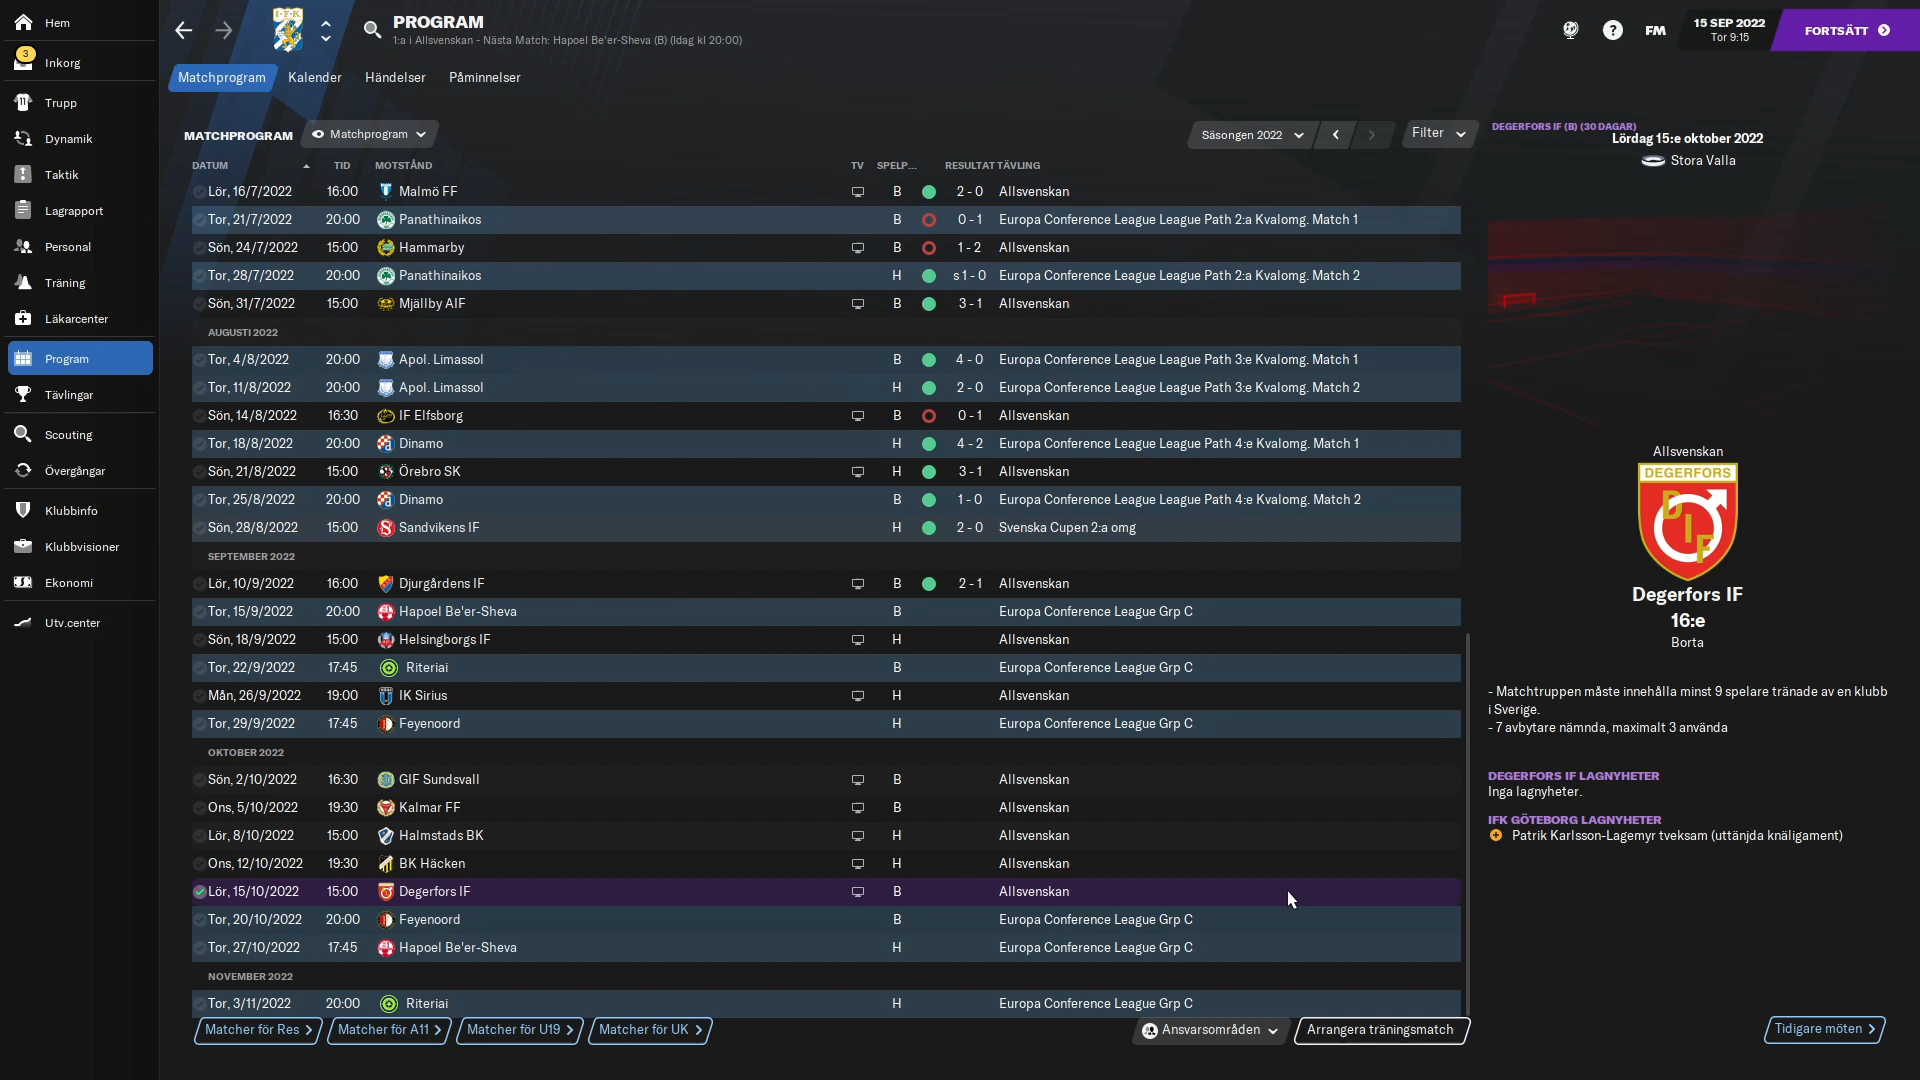 Hem
3
Inkorg
Trupp
Dynamik
Taktik
Lagrapport
Personal
Träning
Läkarcenter
Program
Tävlingar
Scouting
Övergångar
Klubbinfo
Klubbvisioner
Ekonomi
Utv.center
PROGRAM
1:a i Allsvenskan - Nästa Match: Hapoel Be'er-Sheva (B) (Idag kl 20:00)
FM
15 SEP 2022
Tor 9:15
FORTSÄTT
Matchprogram Kalender Händelser Påminnelser
MATCHPROGRAM Matchprogram Säsongen 2022 Filter
DATUM TID MOTSTÅND TV SPELP... RESULTAT TÄVLING
Lör, 16/7/2022 16:00 Malmö FF B 2 - 0 Allsvenskan
Tor, 21/7/2022 20:00 Panathinaikos B 0 - 1 Europa Conference League League Path 2:a Kvalomg. Match 1
Sön, 24/7/2022 15:00 Hammarby B 1 - 2 Allsvenskan
Tor, 28/7/2022 20:00 Panathinaikos H s 1 - 0 Europa Conference League League Path 2:a Kvalomg. Match 2
Sön, 31/7/2022 15:00 Mjällby AIF B 3 - 1 Allsvenskan
AUGUSTI 2022
Tor, 4/8/2022 20:00 Apol. Limassol B 4 - 0 Europa Conference League League Path 3:e Kvalomg. Match 1
Tor, 11/8/2022 20:00 Apol. Limassol H 2 - 0 Europa Conference League League Path 3:e Kvalomg. Match 2
Sön, 14/8/2022 16:30 IF Elfsborg B 0 - 1 Allsvenskan
Tor, 18/8/2022 20:00 Dinamo H 4 - 2 Europa Conference League League Path 4:e Kvalomg. Match 1
Sön, 21/8/2022 15:00 Örebro SK H 3 - 1 Allsvenskan
Tor, 25/8/2022 20:00 Dinamo B 1 - 0 Europa Conference League League Path 4:e Kvalomg. Match 2
Sön, 28/8/2022 15:00 Sandvikens IF H 2 - 0 Svenska Cupen 2:a omg
SEPTEMBER 2022
Lör, 10/9/2022 16:00 Djurgårdens IF B 2 - 1 Allsvenskan
Tor, 15/9/2022 20:00 Hapoel Be'er-Sheva B Europa Conference League Grp C
Sön, 18/9/2022 15:00 Helsingborgs IF H Allsvenskan
Tor, 22/9/2022 17:45 Riteriai B Europa Conference League Grp C
Mån, 26/9/2022 19:00 IK Sirius H Allsvenskan
Tor, 29/9/2022 17:45 Feyenoord H Europa Conference League Grp C
OKTOBER 2022
Sön, 2/10/2022 16:30 GIF Sundsvall B Allsvenskan
Ons, 5/10/2022 19:30 Kalmar FF B Allsvenskan
Lör, 8/10/2022 15:00 Halmstads BK H Allsvenskan
Ons, 12/10/2022 19:30 BK Häcken H Allsvenskan
Lör, 15/10/2022 15:00 Degerfors IF B Allsvenskan
Tor, 20/10/2022 20:00 Feyenoord B Europa Conference League Grp C
Tor, 27/10/2022 17:45 Hapoel Be'er-Sheva H Europa Conference League Grp C
NOVEMBER 2022
Tor, 3/11/2022 20:00 Riteriai H Europa Conference League Grp C
Matcher för Res Matcher för A11 Matcher för U19 Matcher för UK Ansvarsområden Arrangera träningsmatch
DEGERFORS IF (B) (30 DAGAR)
Lördag 15:e oktober 2022
Stora Valla
Allsvenskan
DEGERFORS
DIF
Degerfors IF
16:e
Borta
- Matchtruppen måste innehålla minst 9 spelare tränade av en klubb
i Sverige.
- 7 avbytare nämnda, maximalt 3 använda
DEGERFORS IF LAGNYHETER
Inga lagnyheter.
IFK GÖTEBORG LAGNYHETER
Patrik Karlsson-Lagemyr tveksam (uttänjda knäligament)
Tidigare möten